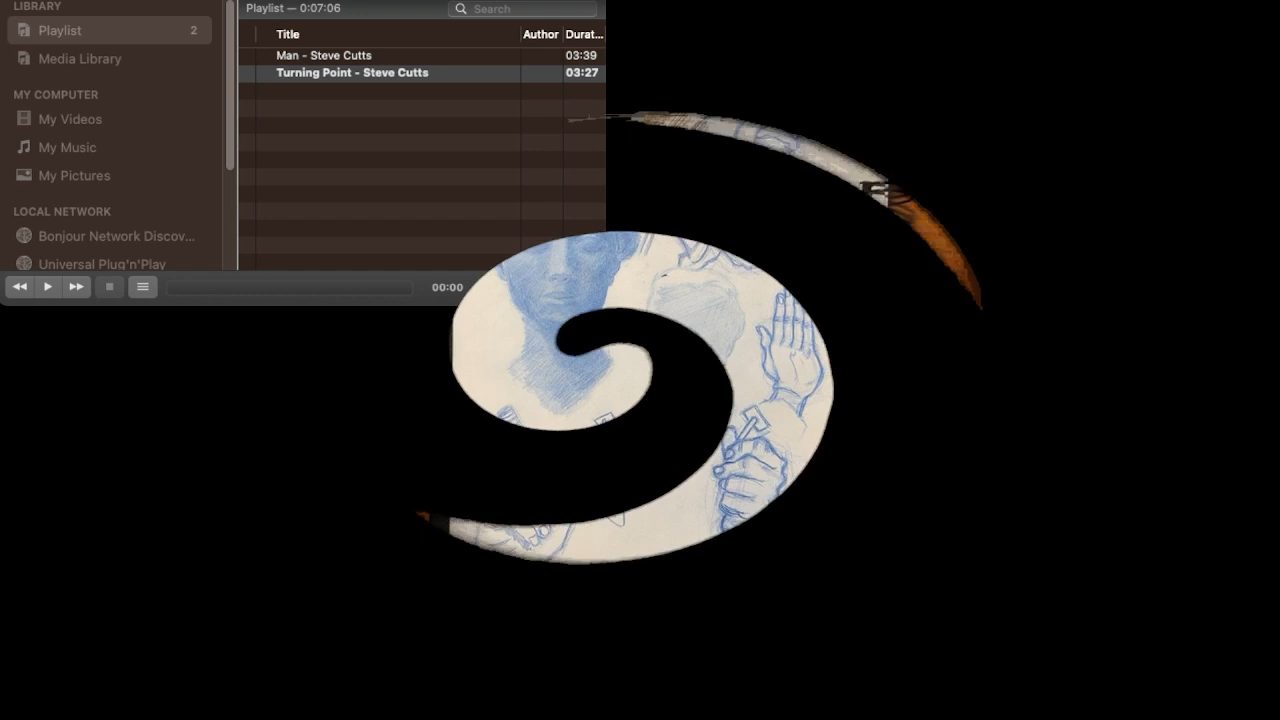 LIBRARY
Playlist 2
Media Library
MY COMPUTER
My Videos
My Music
My Pictures
LOCAL NETWORK
Bonjour Network Discov...
Universal Plug'n'Play
Playlist — 0:07:06
Search
Title Author Durat...
Man - Steve Cutts 03:39
Turning Point - Steve Cutts 03:27
00:00